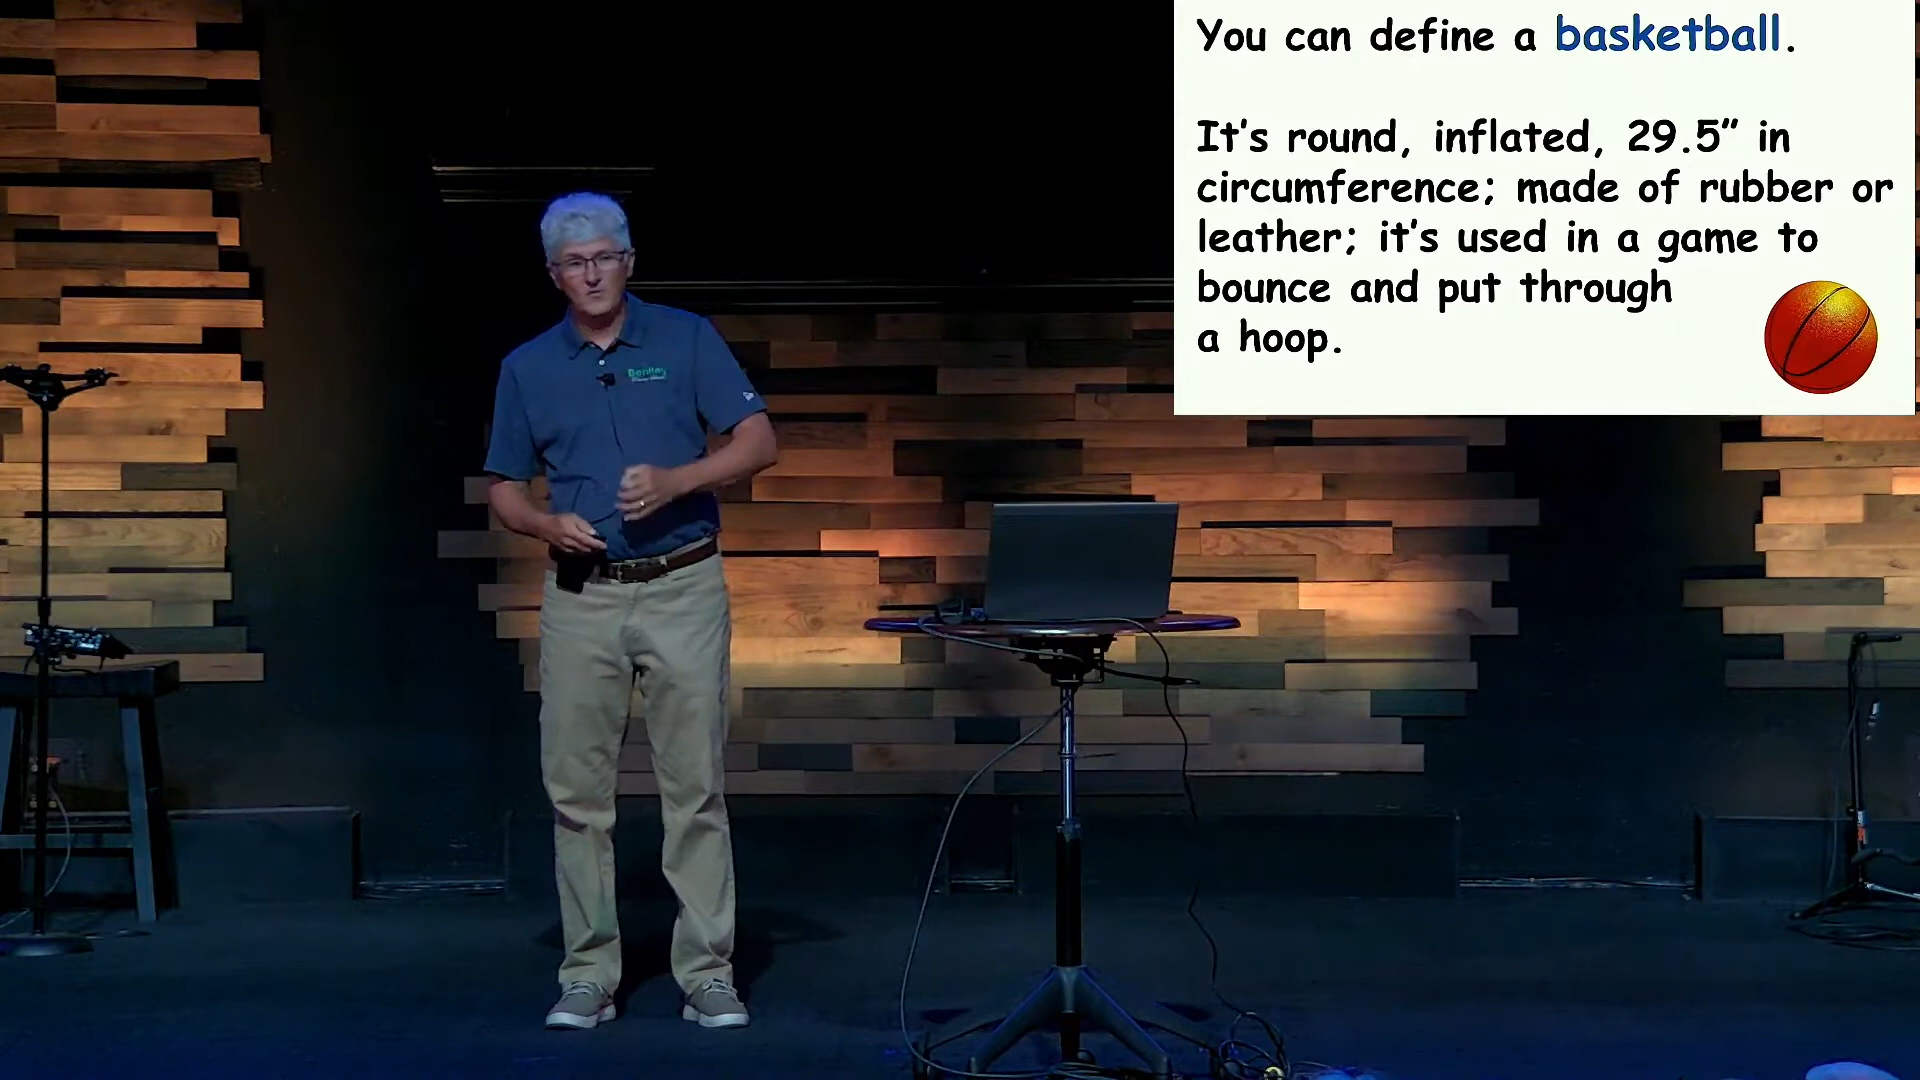 You can define a basketball.
It's round, inflated, 29.5" in
circumference; made of rubber or
leather; it's used in a game to
bounce and put through
a hoop.